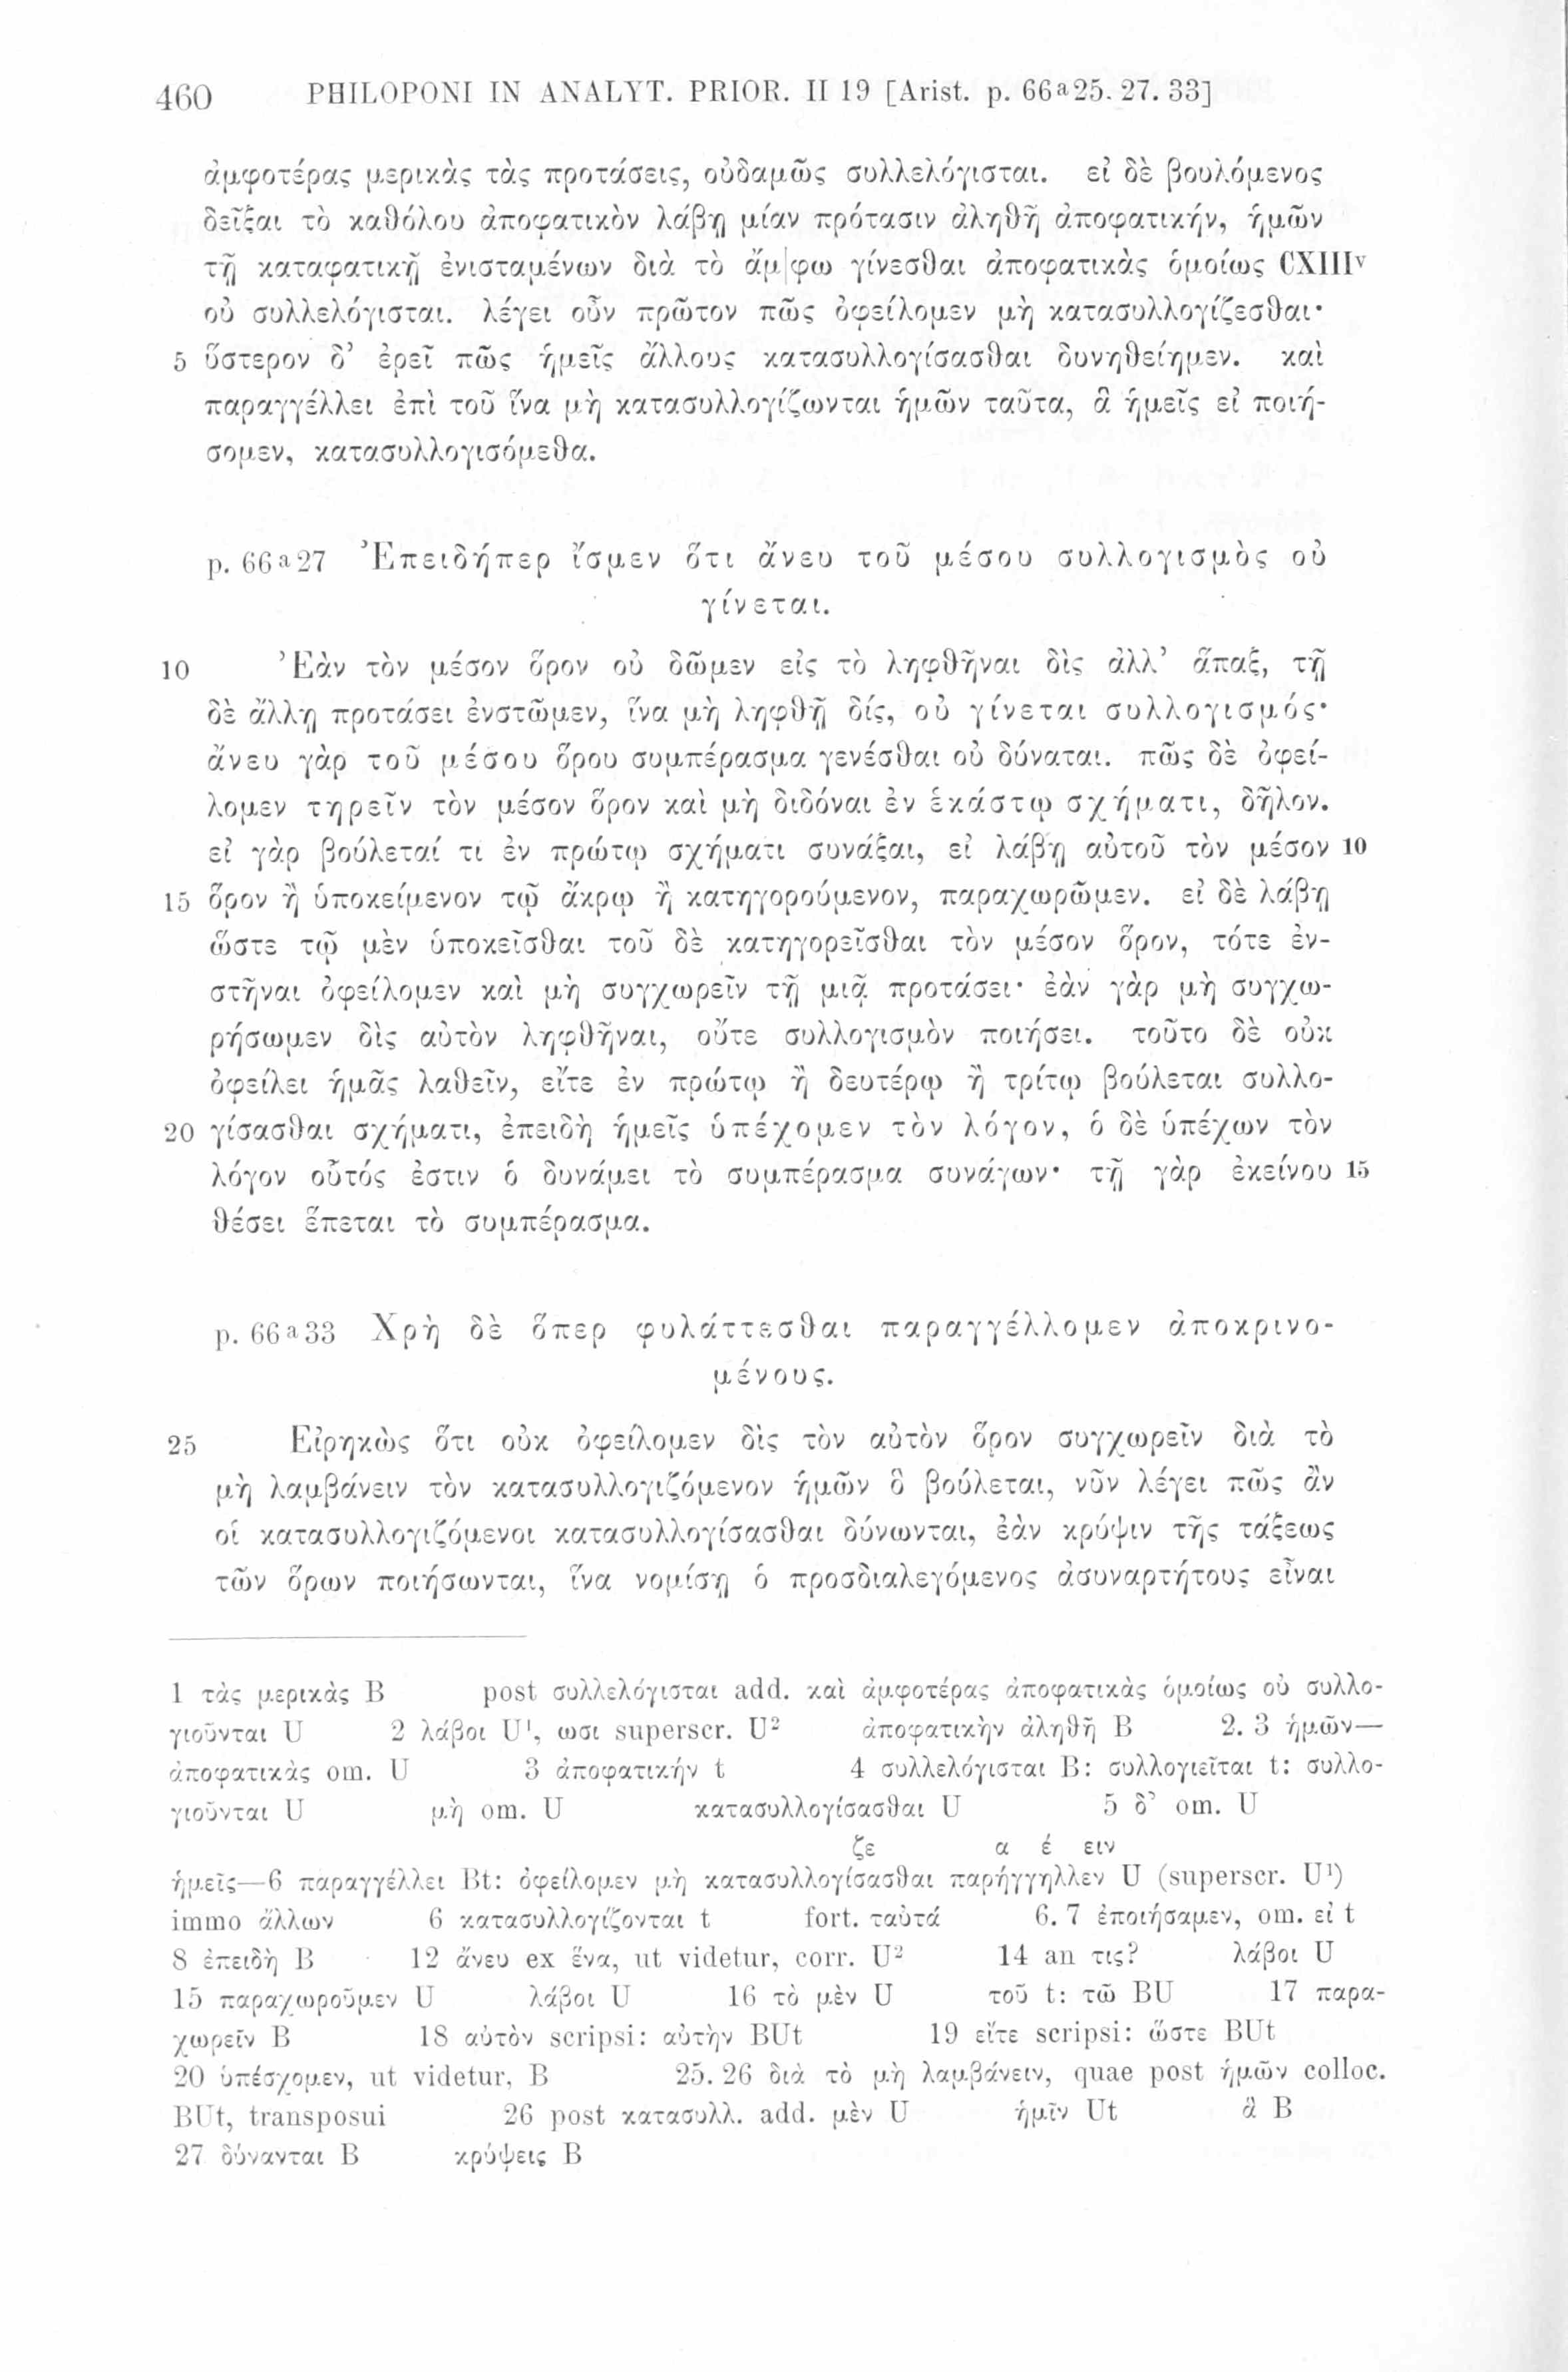 460 PHILOPONI IN ANALYT. PRIOR. II 19 [Arist. p. 66a25. 27. 33]
ἀμφοτέρας μερικὰς τὰς προτάσεις, οὐδαμῶς συλλελόγισται. εἰ δὲ βουλόμενος
δεῖξαι τὸ καθόλου ἀποφατικὸν λάβῃ μίαν πρότασιν ἀληθῆ ἀποφατικήν, ἡμῶν
τῇ καταφατικῇ ἐνισταμένων διὰ τὸ ἄμ|φω γίνεσθαι ἀποφατικὰς ὁμοίως CXIIIv
οὐ συλλελόγισται. λέγει οὖν πρῶτον πῶς ὀφείλομεν μὴ κατασυλλογίζεσθαι·
5 ὕστερον δ' ἐρεῖ πῶς ἡμεῖς ἄλλους κατασυλλογίσασθαι δυνηθείημεν. καὶ
παραγγέλλει ἐπὶ τοῦ ἵνα μὴ κατασυλλογίζωνται ἡμῶν ταῦτα, ἃ ἡμεῖς εἰ ποιή-
σομεν, κατασυλλογισόμεθα.
p. 66a27 Ἐπειδήπερ ἴσμεν ὅτι ἄνευ τοῦ μέσου συλλογισμὸς οὐ
γίνεται.
10 Ἐὰν τὸν μέσον ὅρον οὐ δῶμεν εἰς τὸ ληφθῆναι δὶς ἀλλ' ἅπαξ, τῇ
δὲ ἄλλῃ προτάσει ἐνστῶμεν, ἵνα μὴ ληφθῇ δίς, οὐ γίνεται συλλογισμός·
ἄνευ γὰρ τοῦ μέσου ὅρου συμπέρασμα γενέσθαι οὐ δύναται. πῶς δὲ ὀφεί-
λομεν τηρεῖν τὸν μέσον ὅρον καὶ μὴ διδόναι ἐν ἑκάστῳ σχήματι, δῆλον.
εἰ γὰρ βούλεταί τι ἐν πρώτῳ σχήματι συνάξαι, εἰ λάβῃ αὐτοῦ τὸν μέσον 10
15 ὅρον ἢ ὑποκείμενον τῷ ἄκρῳ ἢ κατηγορούμενον, παραχωρῶμεν. εἰ δὲ λάβῃ
ὥστε τῷ μὲν ὑποκεῖσθαι τοῦ δὲ κατηγορεῖσθαι τὸν μέσον ὅρον, τότε ἐν-
στῆναι ὀφείλομεν καὶ μὴ συγχωρεῖν τῇ μιᾷ προτάσει· ἐὰν γὰρ μὴ συγχω-
ρήσωμεν δὶς αὐτὸν ληφθῆναι, οὔτε συλλογισμὸν ποιήσει. τοῦτο δὲ οὐκ
ὀφείλει ἡμᾶς λαθεῖν, εἴτε ἐν πρώτῳ ἢ δευτέρῳ ἢ τρίτῳ βούλεται συλλο-
20 γίσασθαι σχήματι, ἐπειδὴ ἡμεῖς ὑπέχομεν τὸν λόγον, ὁ δὲ ὑπέχων τὸν
λόγον οὗτός ἐστιν ὁ δυνάμει τὸ συμπέρασμα συνάγων· τῇ γὰρ ἐκείνου 15
θέσει ἕπεται τὸ συμπέρασμα.
p. 66a33 Χρὴ δὲ ὅπερ φυλάττεσθαι παραγγέλλομεν ἀποκρινο-
μένους.
25 Εἰρηκὼς ὅτι οὐκ ὀφείλομεν δὶς τὸν αὐτὸν ὅρον συγχωρεῖν διὰ τὸ
μὴ λαμβάνειν τὸν κατασυλλογιζόμενον ἡμῶν ὃ βούλεται, νῦν λέγει πῶς ἂν
οἱ κατασυλλογιζόμενοι κατασυλλογίσασθαι δύνωνται, ἐὰν κρύψιν τῆς τάξεως
τῶν ὅρων ποιήσωνται, ἵνα νομίσῃ ὁ προσδιαλεγόμενος ἀσυναρτήτους εἶναι
1 τὰς μερικὰς B post συλλελόγισται add. καὶ ἀμφοτέρας ἀποφατικὰς ὁμοίως οὐ συλλο-
γιοῦνται U 2 λάβοι U1, ωσι superscr. U2 ἀποφατικὴν ἀληθῆ B 2. 3 ἡμῶν—
ἀποφατικὰς om. U 3 ἀποφατικήν t 4 συλλελόγισται B: συλλογιεῖται t: συλλο-
γιοῦνται U μὴ om. U κατασυλλογίσασθαι U 5 δ' om. U
ζε α έ ειν
ἡμεῖς—6 παραγγέλλει Bt: ὀφείλομεν μὴ κατασυλλογίσασθαι παρήγγηλλεν U (superscr. U1)
immo ἄλλων 6 κατασυλλογίζονται t fort. ταὐτά 6. 7 ἐποιήσαμεν, om. εἰ t
8 ἐπειδὴ B 12 ἄνευ ex ἕνα, ut videtur, corr. U2 14 an τις? λάβοι U
15 παραχωροῦμεν U λάβοι U 16 τὸ μὲν U τοῦ t: τῶ BU 17 παρα-
χωρεῖν B 18 αὐτὸν scripsi: αὐτὴν BUt 19 εἴτε scripsi: ὥστε BUt
20 ὑπέσχομεν, ut videtur, B 25. 26 διὰ τὸ μὴ λαμβάνειν, quae post ἡμῶν colloc.
BUt, transposui 26 post κατασυλλ. add. μὲν U ἡμῖν Ut ἃ B
27 δύνανται B κρύψεις B